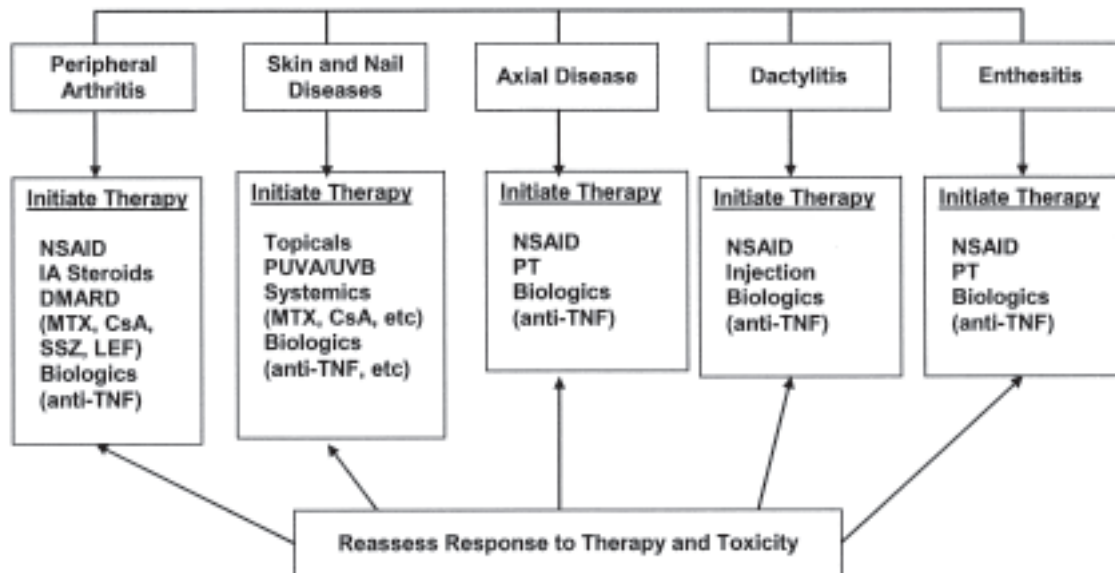 Peripheral
Arthritis
Skin and Nail
Diseases
Axial Disease
Dactylitis
Enthesitis
Initiate Therapy
NSAID
IA Steroids
DMARD
(MTX, CsA,
SSZ, LEF)
Biologics
(anti-TNF)
Initiate Therapy
Topicals
PUVA/UVB
Systemics
(MTX, CsA, etc)
Biologics
(anti-TNF, etc)
Initiate Therapy
NSAID
PT
Biologics
(anti-TNF)
Initiate Therapy
NSAID
Injection
Biologics
(anti-TNF)
Initiate Therapy
NSAID
PT
Biologics
(anti-TNF)
Reassess Response to Therapy and Toxicity